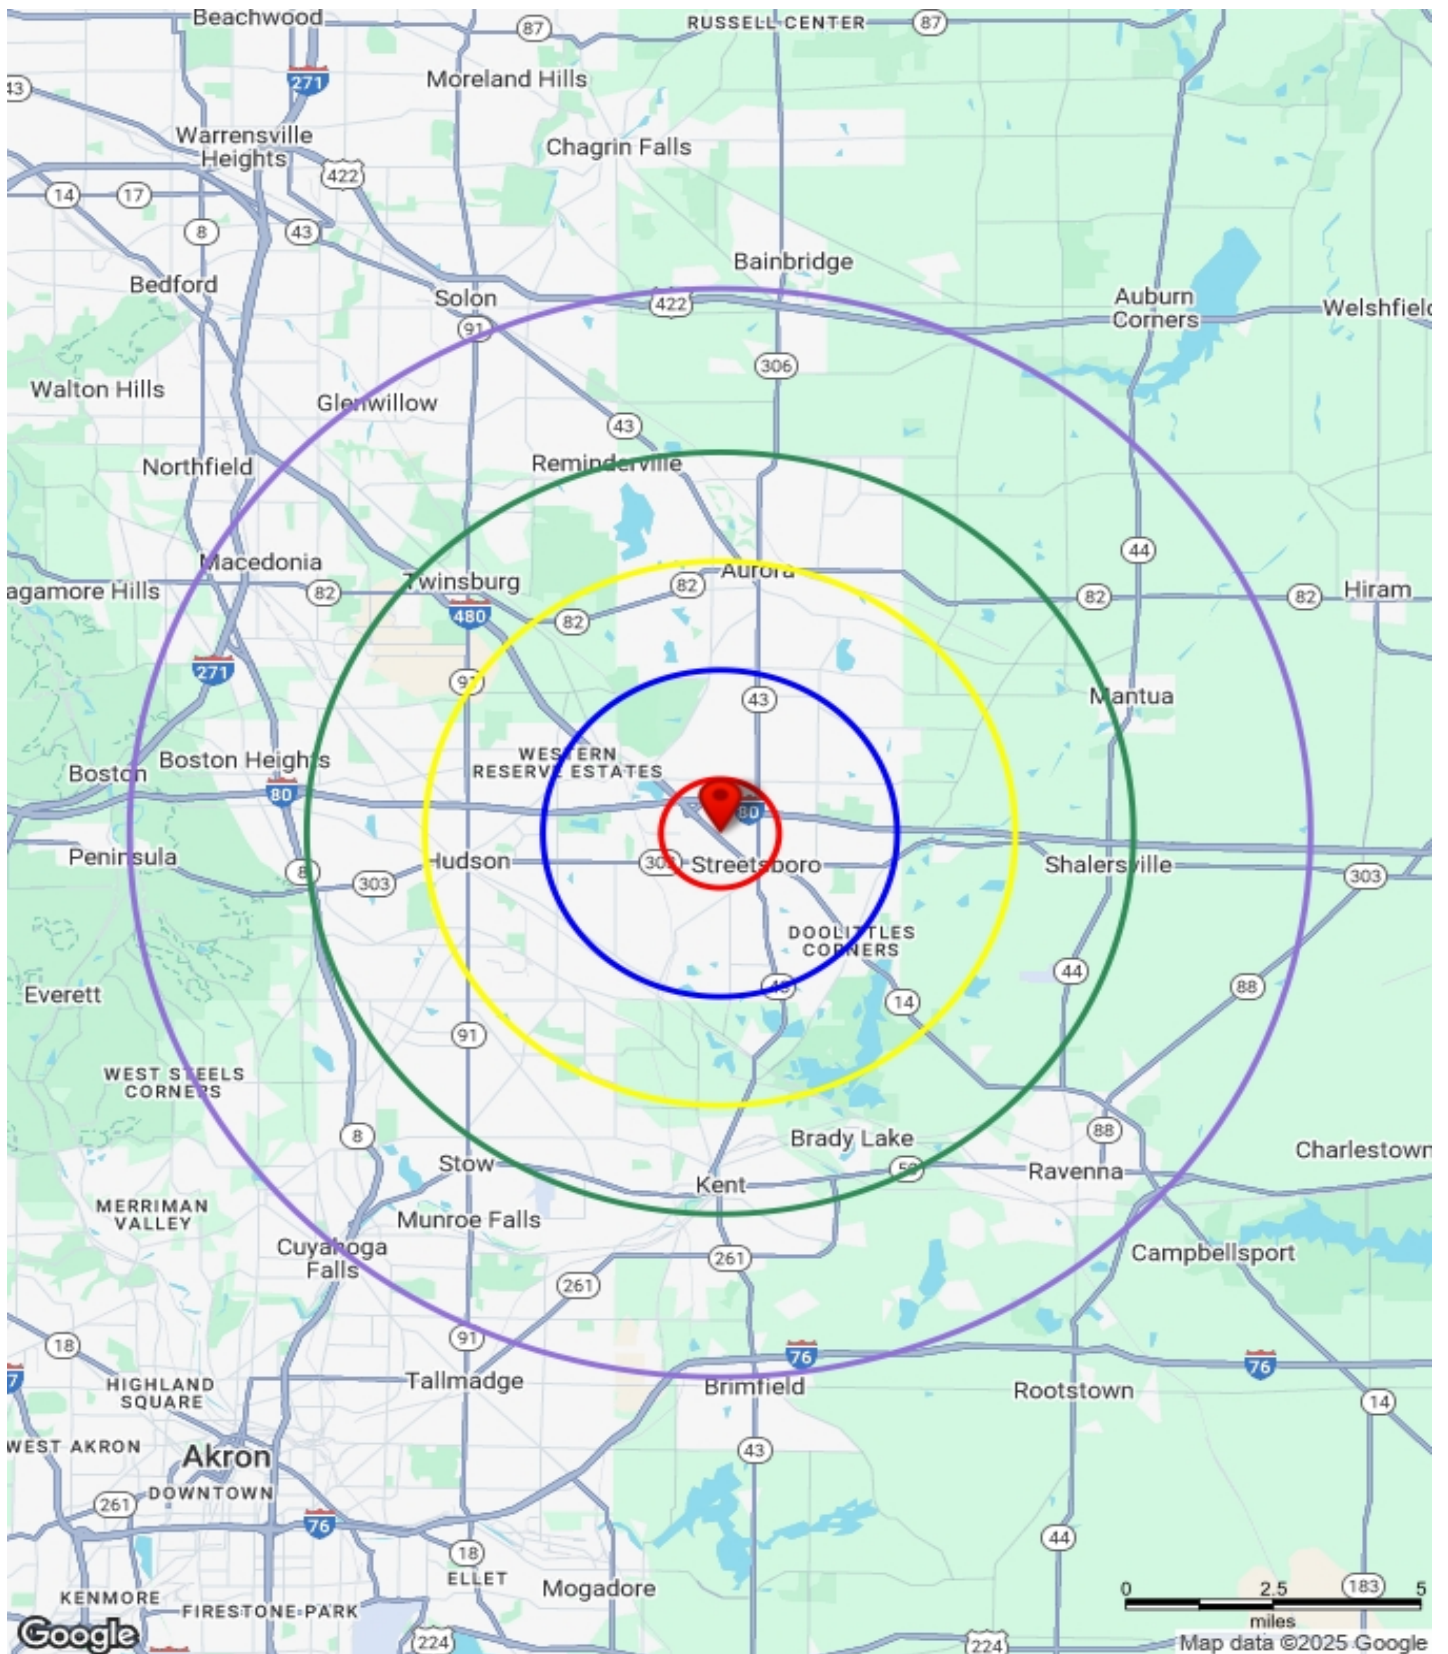 Beachwood
87
RUSSELL CENTER
87
271
Moreland Hills
43
Warrensville
Heights
Chagrin Falls
422
14
17
8
43
Bainbridge
Bedford
Solon
422
Auburn
Corners
Welshfield
91
306
Walton Hills
Glenwillow
43
Northfield
Reminderville
44
Macedonia
Twinsburg
Aurora
82
agamore Hills
82
480
82
82
82
Hiram
271
91
43
Mantua
WESTERN
RESERVE ESTATES
Boston Heights
Boston
80
80
Peninsula
Hudson
303
Streetsboro
Shalersville
8
303
303
DOOLITTLES
CORNERS
44
Everett
43
14
88
91
WEST STEELS
CORNERS
8
88
Brady Lake
Charlestown
Stow
59
Ravenna
Kent
MERRIMAN
VALLEY
Munroe Falls
Cuyahoga
Falls
261
Campbellsport
261
18
91
76
76
7
HIGHLAND
SQUARE
Tallmadge
Brimfield
Rootstown
14
WEST AKRON
Akron
43
DOWNTOWN
261
76
44
18
ELLET
KENMORE
Mogadore
0 2.5 5
183
FIRESTONE PARK
miles
Google
224
224
Map data ©2025 Google